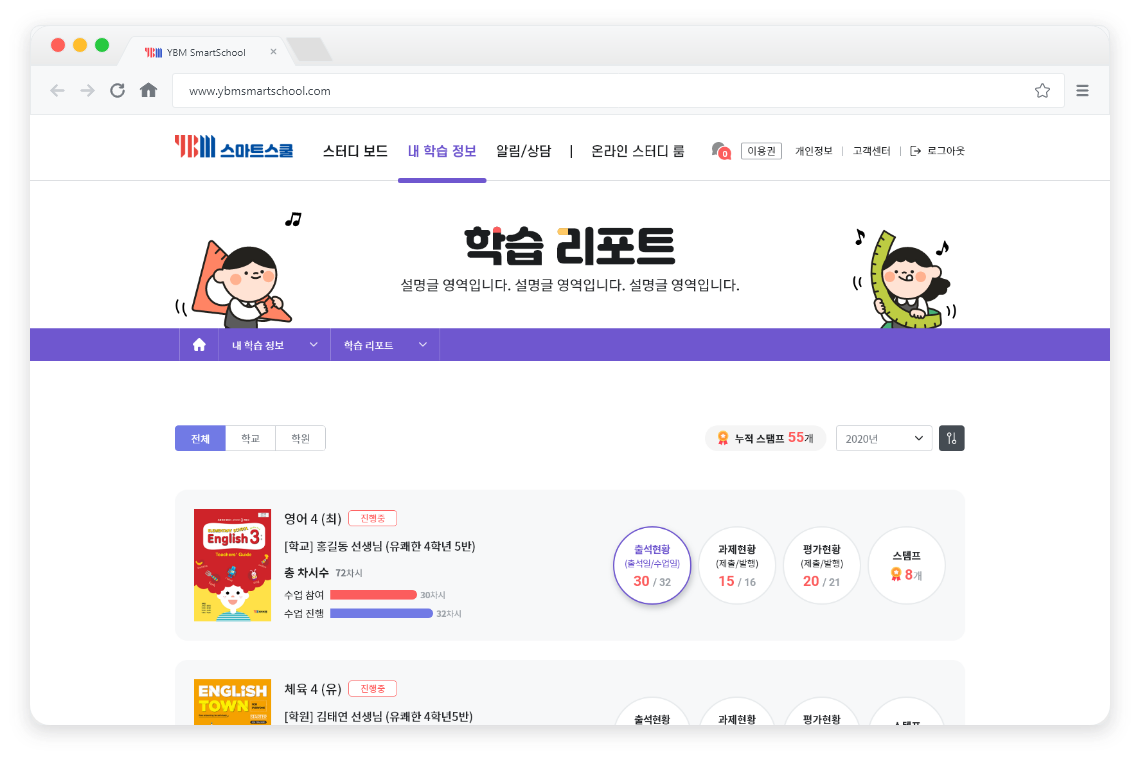 YBM SmartSchool
www.ybmsmartschool.com
YBM 스마트스쿨
스터디 보드 내 학습 정보 알림/상담 | 온라인 스터디 룸
0 이용권 개인정보 | 고객센터 | 로그아웃
학습 리포트
설명글 영역입니다. 설명글 영역입니다. 설명글 영역입니다.
내 학습 정보 학습 리포트
전체 학교 학원
누적 스탬프 55개 2020년
English 3
Teachers' Guide
영어 4 (최) 진행중
[학교] 홍길동 선생님 (유쾌한 4학년 5반)
총 차시수 72차시
수업 참여 30차시
수업 진행 32차시
출석현황
(출석일/수업일)
30 / 32
과제현황
(제출/발행)
15 / 16
평가현황
(제출/발행)
20 / 21
스템프
8개
ENGLISH
TOWN
체육 4 (유) 진행중
[학원] 김태연 선생님 (유쾌한 4학년5반)
출석현황 과제현황 평가현황 스템프